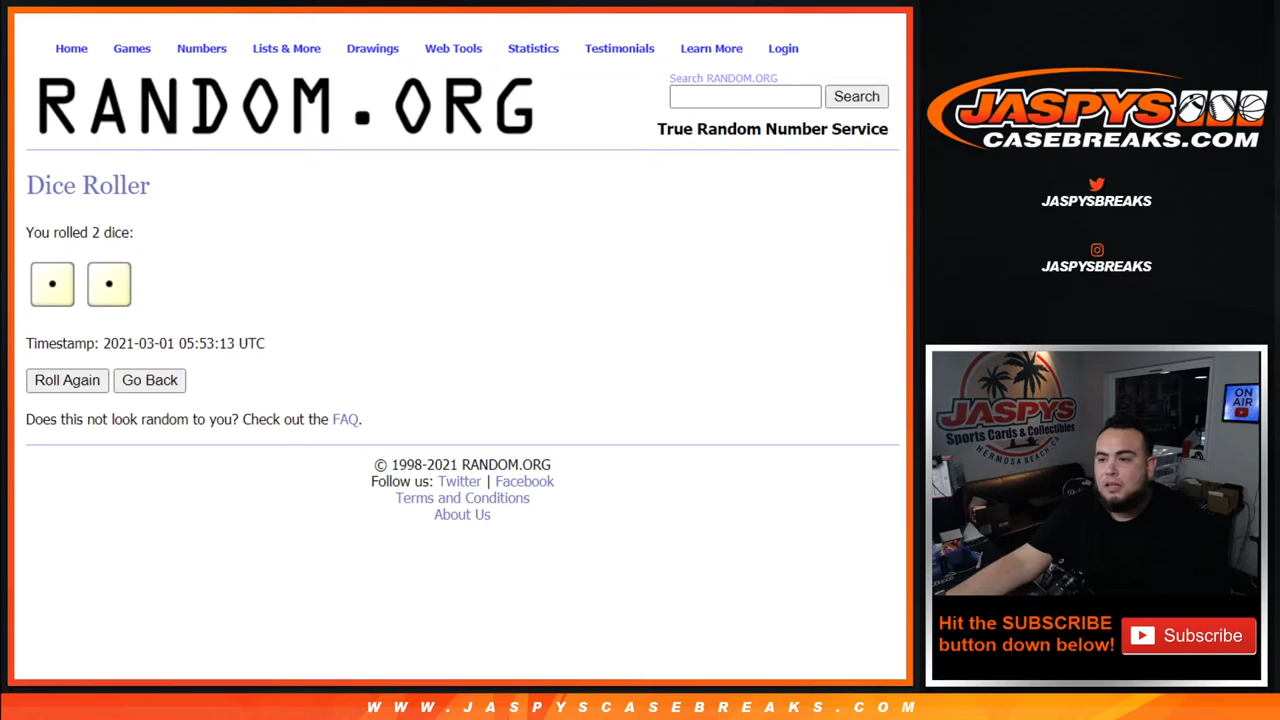 Home Games Numbers Lists & More Drawings Web Tools Statistics Testimonials Learn More Login
RANDOM.ORG
Search RANDOM.ORG
Search
True Random Number Service
Dice Roller
You rolled 2 dice:
Timestamp: 2021-03-01 05:53:13 UTC
Roll Again Go Back
Does this not look random to you? Check out the FAQ.
© 1998-2021 RANDOM.ORG
Follow us: Twitter | Facebook
Terms and Conditions
About Us
JASPYS
CASEBREAKS.COM
JASPYSBREAKS
JASPYSBREAKS
JASPYS
Sports Cards & Collectibles
HERMOSA BEACH, CA
ON
AIR
Hit the SUBSCRIBE
button down below!
Subscribe
WWW.JASPYSCASEBREAKS.COM